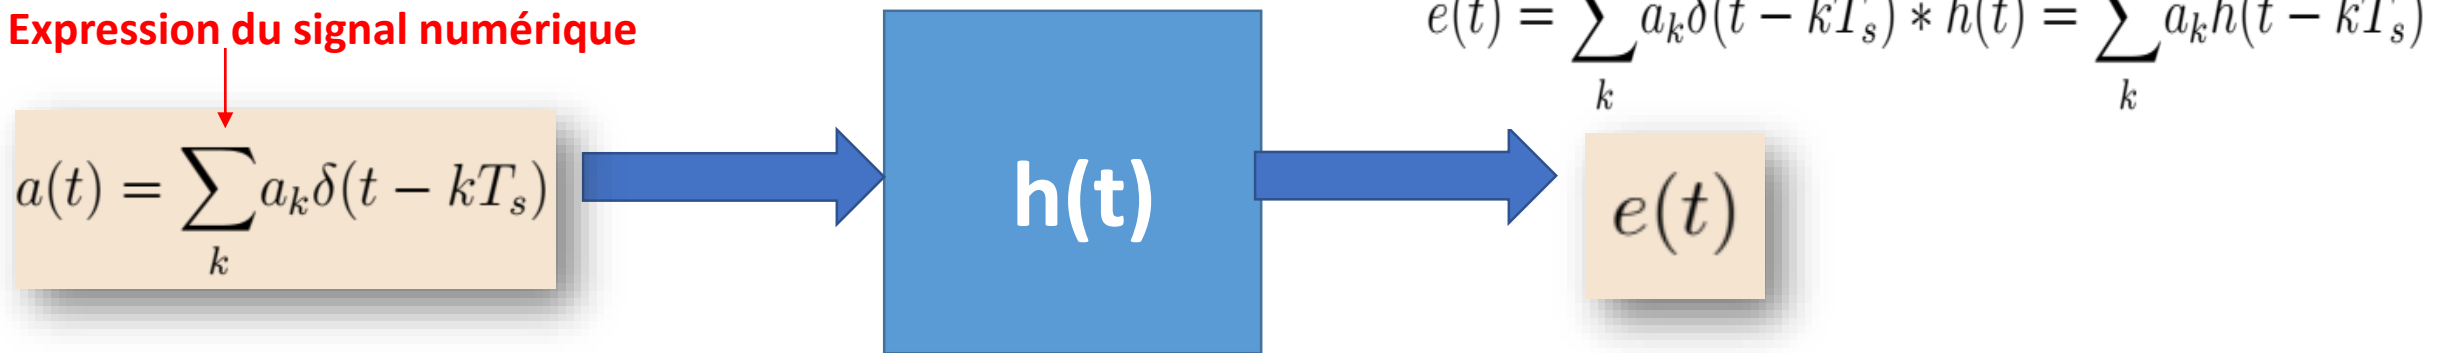 Expression du signal numérique
e(t) = ∑ₖ aₖδ(t − kTₛ) ∗ h(t) = ∑ₖ aₖh(t − kTₛ)
a(t) = ∑ₖ aₖδ(t − kTₛ)
h(t)
e(t)